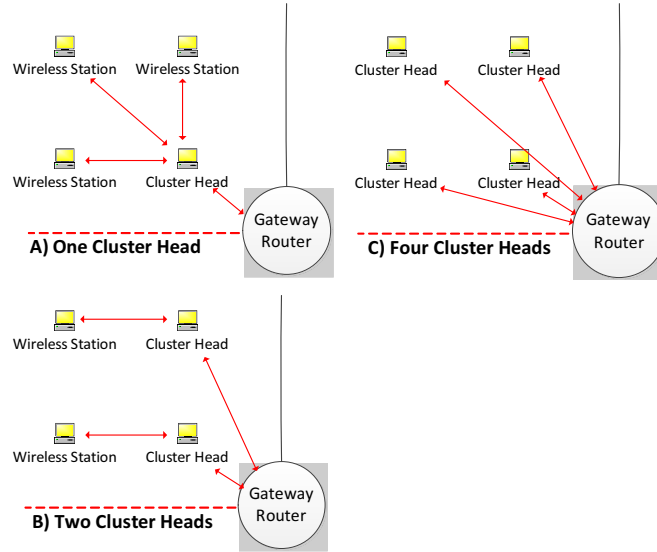 Wireless Station
Wireless Station
Wireless Station
Cluster Head
Gateway
Router
A) One Cluster Head
Cluster Head
Cluster Head
Cluster Head
Cluster Head
Gateway
Router
C) Four Cluster Heads
Wireless Station
Cluster Head
Wireless Station
Cluster Head
Gateway
Router
B) Two Cluster Heads